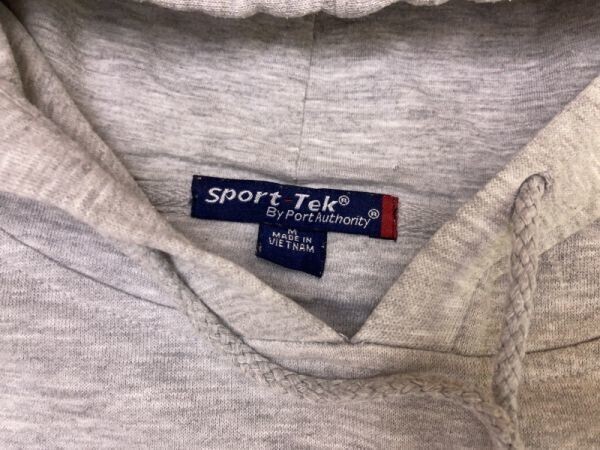 Sport-Tek®
By Port Authority®
M
MADE IN
VIETNAM